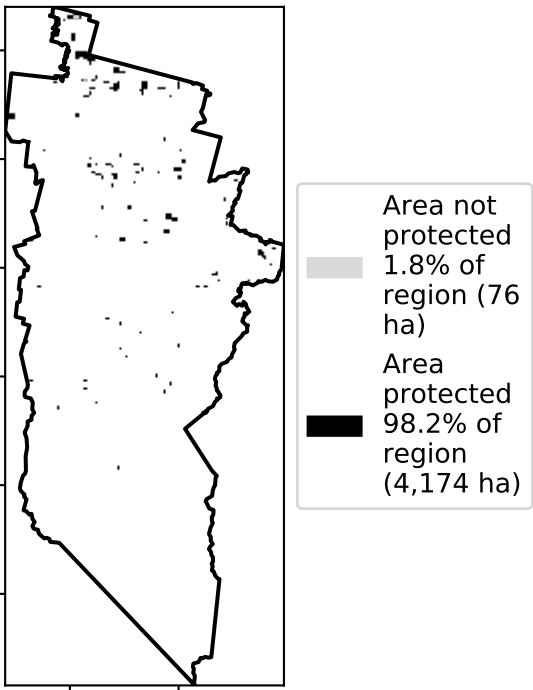 Area not
protected
1.8% of
region (76
ha)
Area
protected
98.2% of
region
(4,174 ha)